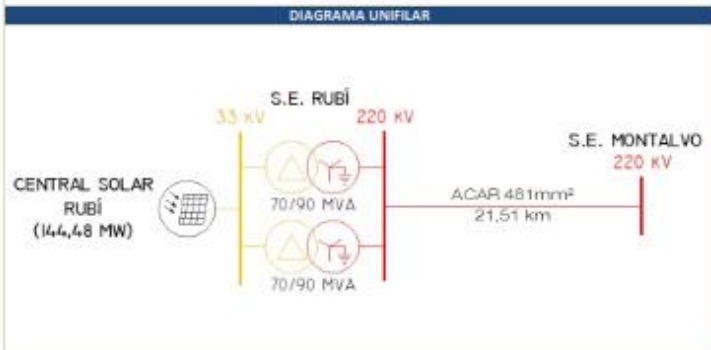 DIAGRAMA UNIFILAR
S.E. RUBÍ
33 KV
220 KV
S.E. MONTALVO
220 KV
CENTRAL SOLAR
RUBÍ
(144,48 MW)
70/90 MVA
ACAR 481mm²
21,51 km
70/90 MVA